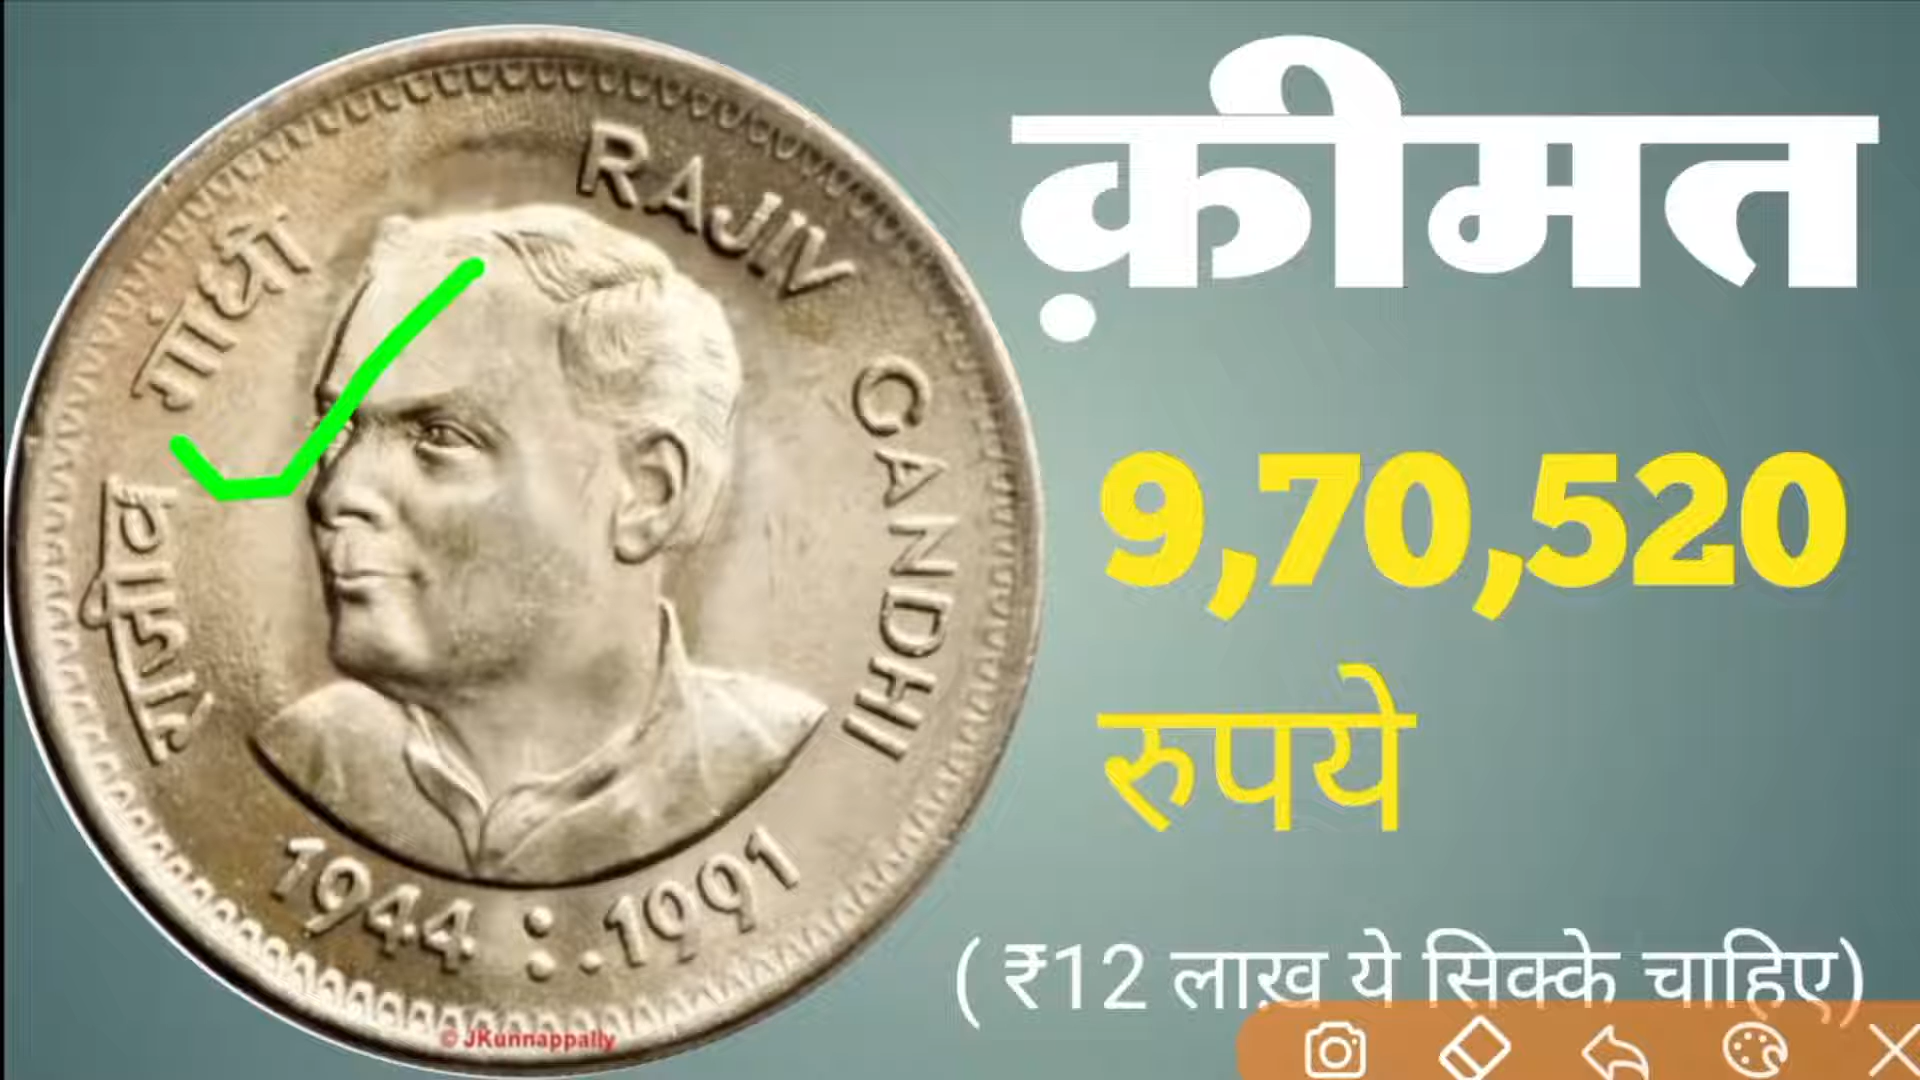 राजीव गांधी
RAJIV GANDHI
1944 : 1991
© JKunnappally
क़ीमत
9,70,520
रुपये
( ₹12 लाख़ ये सिक्के चाहिए)